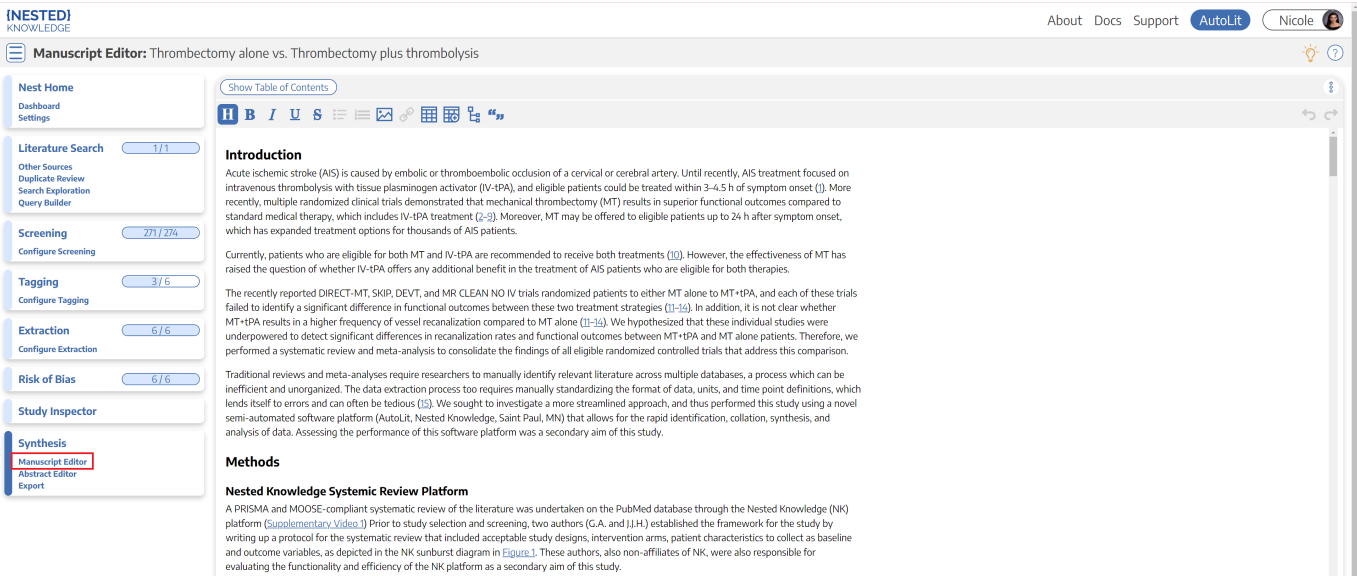 {NESTED}
KNOWLEDGE
About Docs Support AutoLit Nicole
Manuscript Editor: Thrombectomy alone vs. Thrombectomy plus thrombolysis
?
Nest Home
Dashboard
Settings
Literature Search 1 / 1
Other Sources
Duplicate Review
Search Exploration
Query Builder
Screening 271 / 274
Configure Screening
Tagging 3 / 6
Configure Tagging
Extraction 6 / 6
Configure Extraction
Risk of Bias 6 / 6
Study Inspector
Synthesis
Manuscript Editor
Abstract Editor
Export
Show Table of Contents
H B I U S
Introduction
Acute ischemic stroke (AIS) is caused by embolic or thromboembolic occlusion of a cervical or cerebral artery. Until recently, AIS treatment focused on
intravenous thrombolysis with tissue plasminogen activator (IV-tPA), and eligible patients could be treated within 3–4.5 h of symptom onset (1). More
recently, multiple randomized clinical trials demonstrated that mechanical thrombectomy (MT) results in superior functional outcomes compared to
standard medical therapy, which includes IV-tPA treatment (2–9). Moreover, MT may be offered to eligible patients up to 24 h after symptom onset,
which has expanded treatment options for thousands of AIS patients.
Currently, patients who are eligible for both MT and IV-tPA are recommended to receive both treatments (10). However, the effectiveness of MT has
raised the question of whether IV-tPA offers any additional benefit in the treatment of AIS patients who are eligible for both therapies.
The recently reported DIRECT-MT, SKIP, DEVT, and MR CLEAN NO IV trials randomized patients to either MT alone to MT+tPA, and each of these trials
failed to identify a significant difference in functional outcomes between these two treatment strategies (11–14). In addition, it is not clear whether
MT+tPA results in a higher frequency of vessel recanalization compared to MT alone (11–14). We hypothesized that these individual studies were
underpowered to detect significant differences in recanalization rates and functional outcomes between MT+tPA and MT alone patients. Therefore, we
performed a systematic review and meta-analysis to consolidate the findings of all eligible randomized controlled trials that address this comparison.
Traditional reviews and meta-analyses require researchers to manually identify relevant literature across multiple databases, a process which can be
inefficient and unorganized. The data extraction process too requires manually standardizing the format of data, units, and time point definitions, which
lends itself to errors and can often be tedious (15). We sought to investigate a more streamlined approach, and thus performed this study using a novel
semi-automated software platform (AutoLit, Nested Knowledge, Saint Paul, MN) that allows for the rapid identification, collation, synthesis, and
analysis of data. Assessing the performance of this software platform was a secondary aim of this study.
Methods
Nested Knowledge Systemic Review Platform
A PRISMA and MOOSE-compliant systematic review of the literature was undertaken on the PubMed database through the Nested Knowledge (NK)
platform (Supplementary Video 1) Prior to study selection and screening, two authors (G.A. and J.J.H.) established the framework for the study by
writing up a protocol for the systematic review that included acceptable study designs, intervention arms, patient characteristics to collect as baseline
and outcome variables, as depicted in the NK sunburst diagram in Figure 1. These authors, also non-affiliates of NK, were also responsible for
evaluating the functionality and efficiency of the NK platform as a secondary aim of this study.